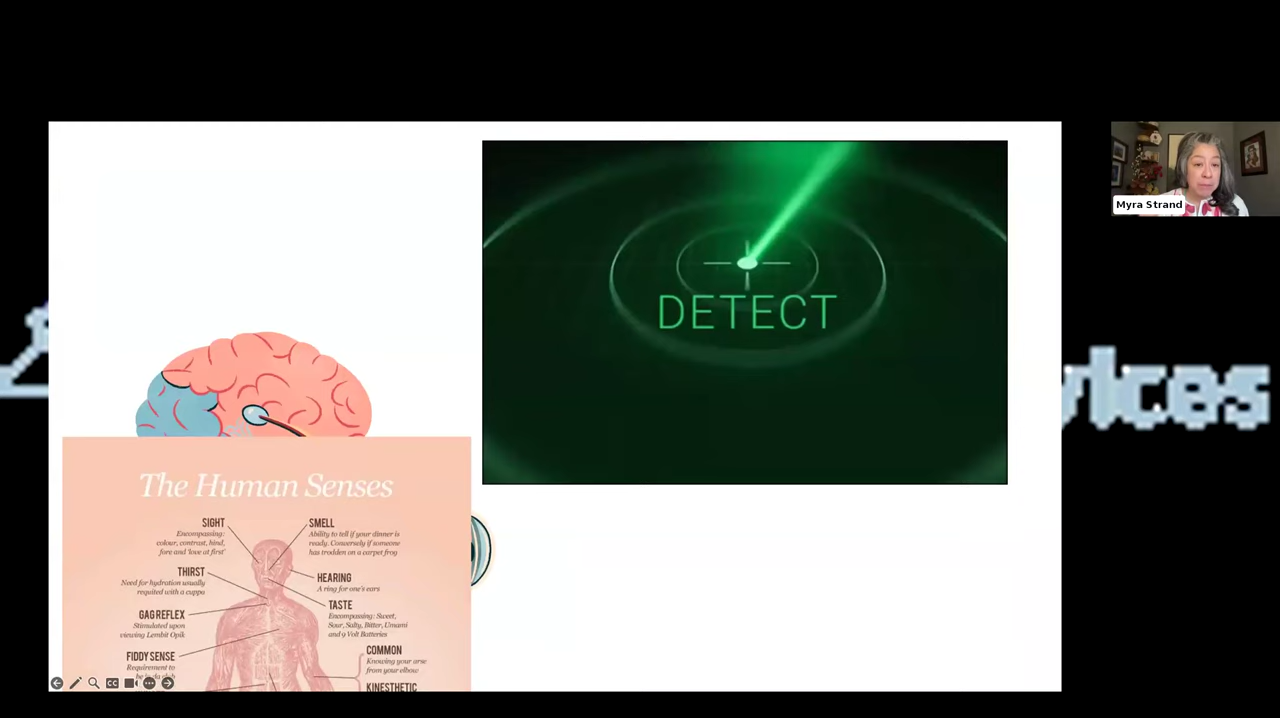 DETECT
Myra Strand
vices
The Human Senses
SIGHT
Encompassing:
colour, contrast, hind,
fore and 'love at first'
SMELL
Ability to tell if your dinner is
ready. Conversely if someone
has trodden on a carpet frog
THIRST
Need for hydration usually
requited with a cuppa
HEARING
A ring for one's ears
GAG REFLEX
Stimulated upon
viewing Lembit Opik
TASTE
Encompassing: Sweet,
Sour, Salty, Bitter, Umami
and 9 Volt Batteries
FIDDY SENSE
Requirement to
COMMON
Knowing your arse
from your elbow
KINESTHETIC
CC